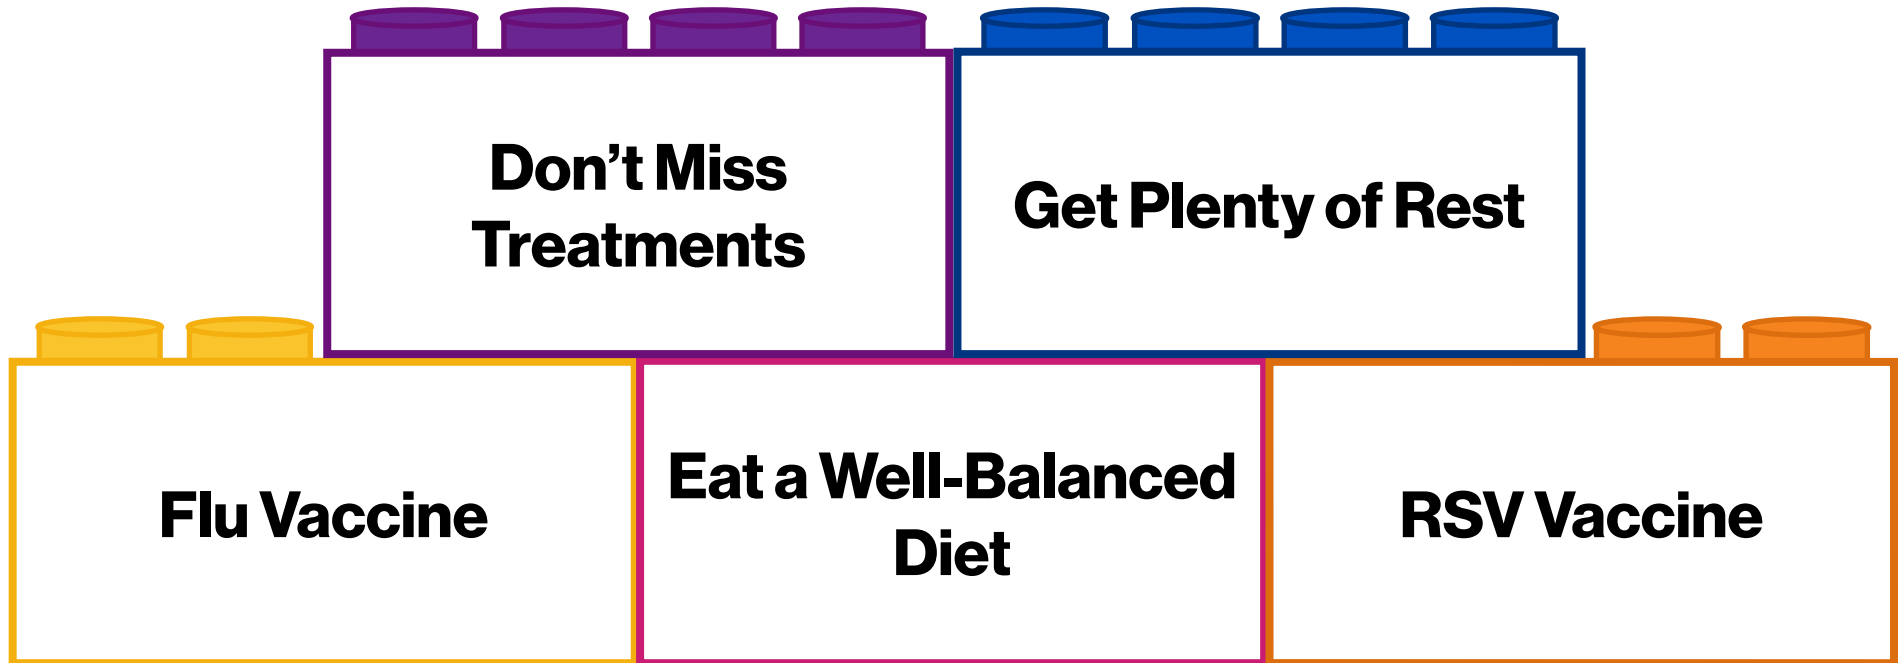 Don’t Miss
Treatments
Get Plenty of Rest
Flu Vaccine
Eat a Well-Balanced
Diet
RSV Vaccine